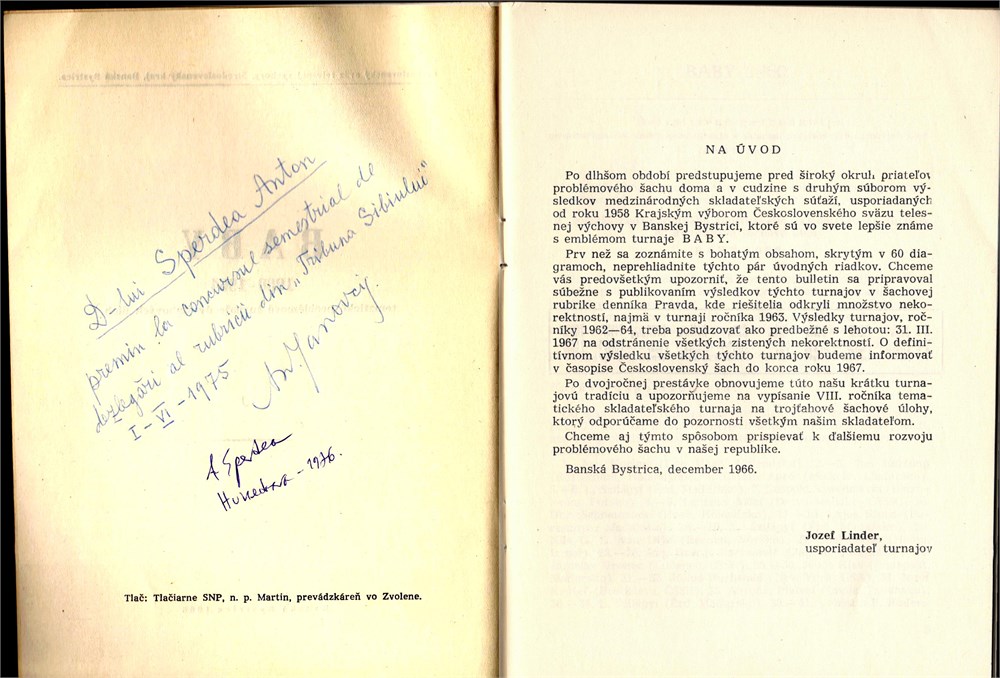 D-lui Sperdea Anton
premiu la concursul semestrial de
dezlegări al rubricii din „Tribuna Sibiului"
I-VI-1975
A Sperdea
Hunedoara - 1976.
Tlač: Tlačiarne SNP, n. p. Martin, prevádzkáreň vo Zvolene.
NA ÚVOD
Po dlhšom období predstupujeme pred široký okruh priateľov
problémového šachu doma a v cudzine s druhým súborom vý-
sledkov medzinárodných skladateľských súťaží, usporiadaných
od roku 1958 Krajským výborom Československého sväzu teles-
nej výchovy v Banskej Bystrici, ktoré sú vo svete lepšie známe
s emblémom turnaje B A B Y.
Prv než sa zoznámite s bohatým obsahom, skrytým v 60 dia-
gramoch, neprehliadnite týchto pár úvodných riadkov. Chceme
vás predovšetkým upozorniť, že tento bulletin sa pripravoval
súbežne s publikovaním výsledkov týchto turnajov v šachovej
rubrike denníka Pravda, kde riešitelia odkryli množstvo neko-
rektností, najmä v turnaji ročníka 1963. Výsledky turnajov, roč-
níky 1962—64, treba posudzovať ako predbežné s lehotou: 31. III.
1967 na odstránenie všetkých zistených nekorektností. O defini-
tívnom výsledku všetkých týchto turnajov budeme informovať
v časopise Československý šach do konca roku 1967.
Po dvojročnej prestávke obnovujeme túto našu krátku turna-
jovú tradíciu a upozorňujeme na vypísanie VIII. ročníka tema-
tického skladateľského turnaja na trojťahové šachové úlohy,
ktorý odporúčame do pozornosti všetkým našim skladateľom.
Chceme aj týmto spôsobom prispievať k ďalšiemu rozvoju
problémového šachu v našej republike.
Banská Bystrica, december 1966.
Jozef Linder,
usporiadateľ turnajov